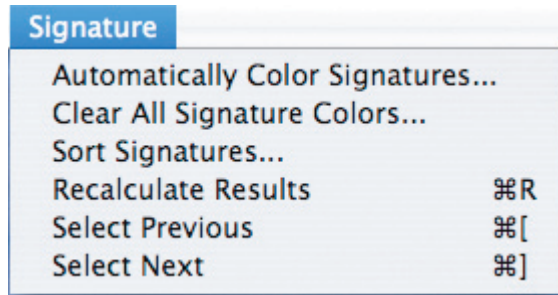 Signature
Automatically Color Signatures...
Clear All Signature Colors...
Sort Signatures...
Recalculate Results ⌘R
Select Previous ⌘[
Select Next ⌘]